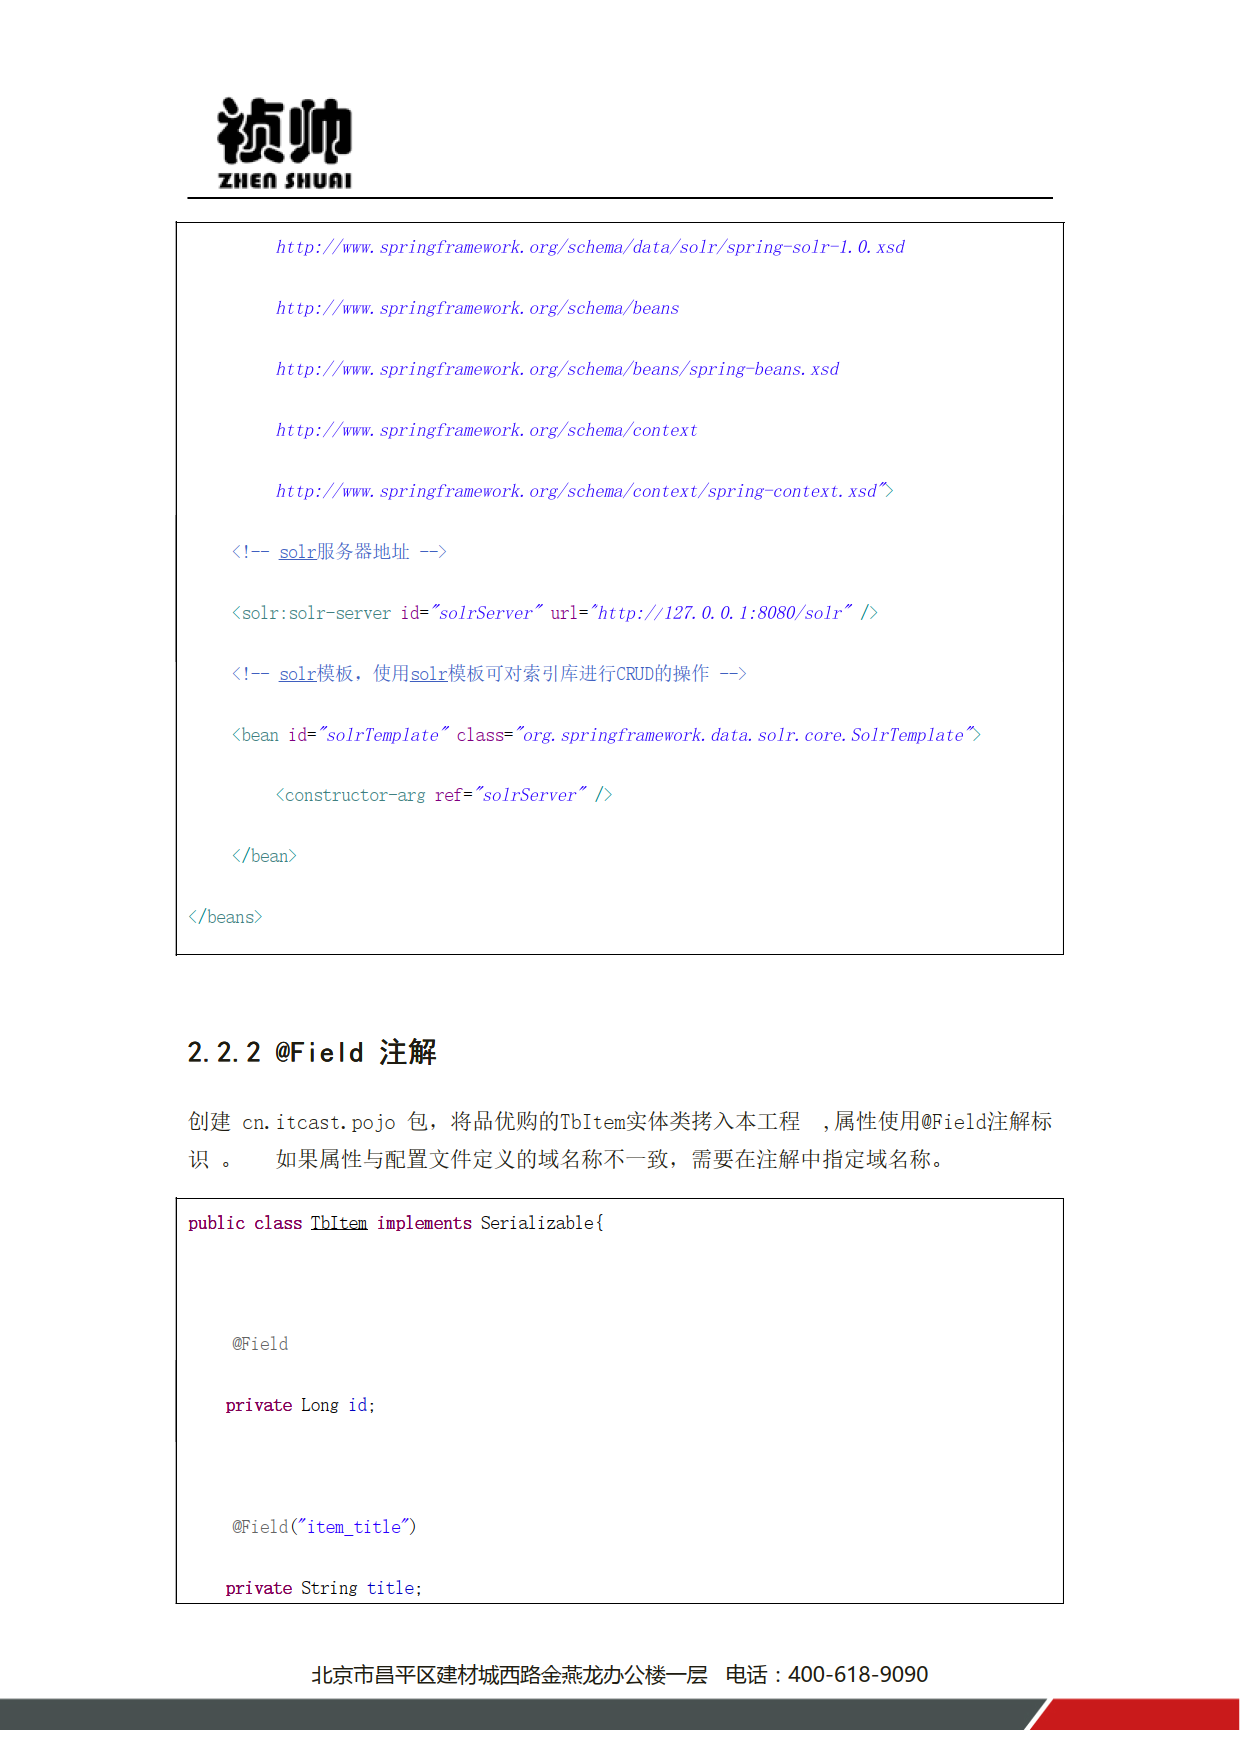 祯帅
ZHEN SHUAI
http://www.springframework.org/schema/data/solr/spring-solr-1.0.xsd
http://www.springframework.org/schema/beans
http://www.springframework.org/schema/beans/spring-beans.xsd
http://www.springframework.org/schema/context
http://www.springframework.org/schema/context/spring-context.xsd">
<!-- solr服务器地址 -->
<solr:solr-server id="solrServer" url="http://127.0.0.1:8080/solr" />
<!-- solr模板，使用solr模板可对索引库进行CRUD的操作 -->
<bean id="solrTemplate" class="org.springframework.data.solr.core.SolrTemplate">
<constructor-arg ref="solrServer" />
</bean>
</beans>
2.2.2 @Field 注解
创建 cn.itcast.pojo 包，将品优购的TbItem实体类拷入本工程 ,属性使用@Field注解标
识 。 如果属性与配置文件定义的域名称不一致，需要在注解中指定域名称。
public class TbItem implements Serializable{
@Field
private Long id;
@Field("item_title")
private String title;
北京市昌平区建材城西路金燕龙办公楼一层 电话：400-618-9090